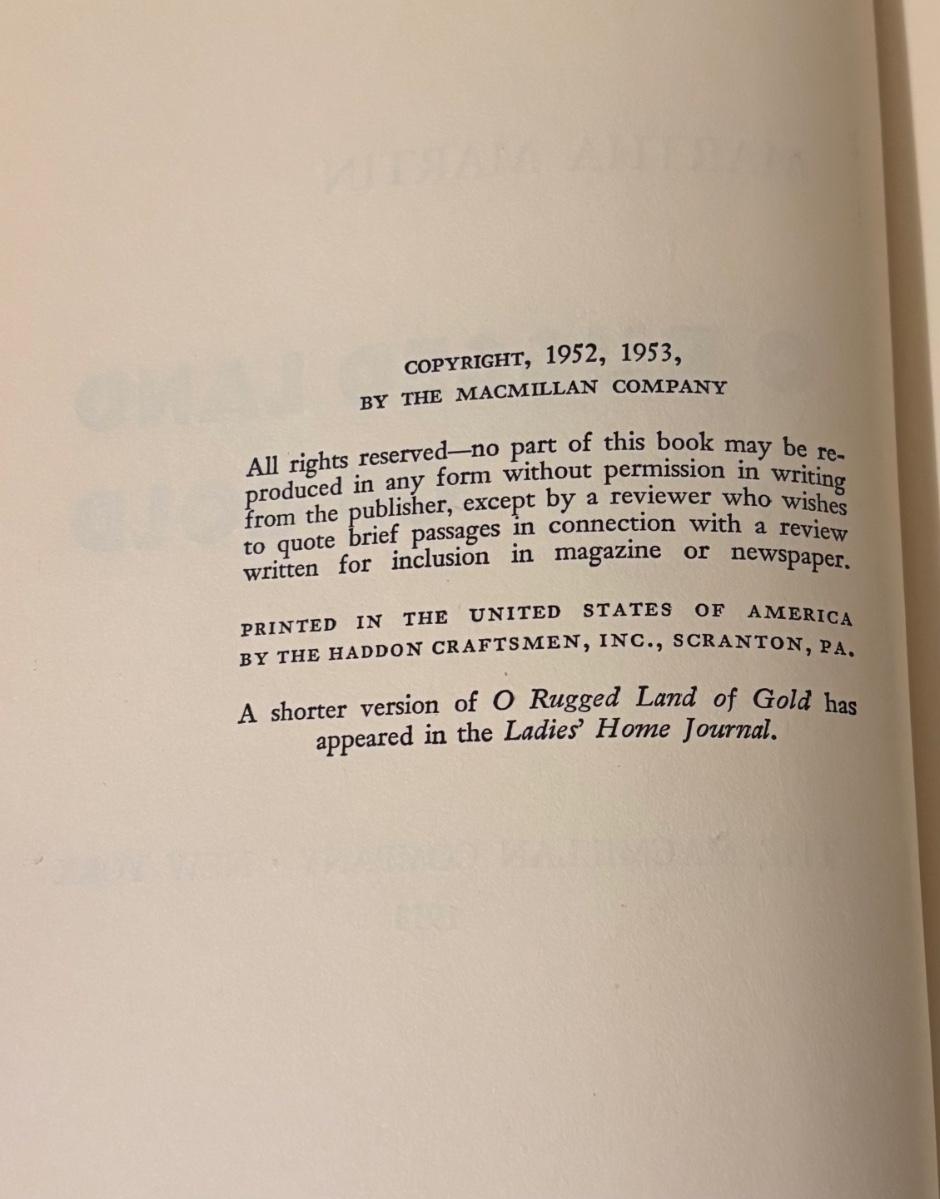 COPYRIGHT, 1952, 1953,
BY THE MACMILLAN COMPANY
All rights reserved—no part of this book may be re-
produced in any form without permission in writing
from the publisher, except by a reviewer who wishes
to quote brief passages in connection with a review
written for inclusion in magazine or newspaper.
PRINTED IN THE UNITED STATES OF AMERICA
BY THE HADDON CRAFTSMEN, INC., SCRANTON, PA.
A shorter version of O Rugged Land of Gold has
appeared in the Ladies' Home Journal.